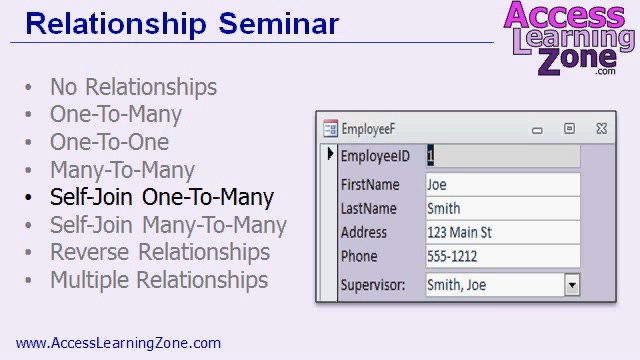 Relationship Seminar
Access
Learning
Zone
.com
No Relationships
One-To-Many
One-To-One
Many-To-Many
Self-Join One-To-Many
Self-Join Many-To-Many
Reverse Relationships
Multiple Relationships
EmployeeF
EmployeeID 1
FirstName Joe
LastName Smith
Address 123 Main St
Phone 555-1212
Supervisor: Smith, Joe
www.AccessLearningZone.com